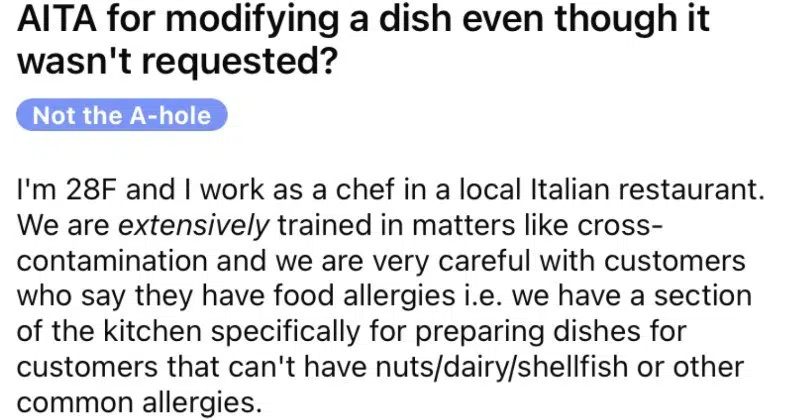 AITA for modifying a dish even though it
wasn't requested?
Not the A-hole
I'm 28F and I work as a chef in a local Italian restaurant.
We are extensively trained in matters like cross-
contamination and we are very careful with customers
who say they have food allergies i.e. we have a section
of the kitchen specifically for preparing dishes for
customers that can't have nuts/dairy/shellfish or other
common allergies.